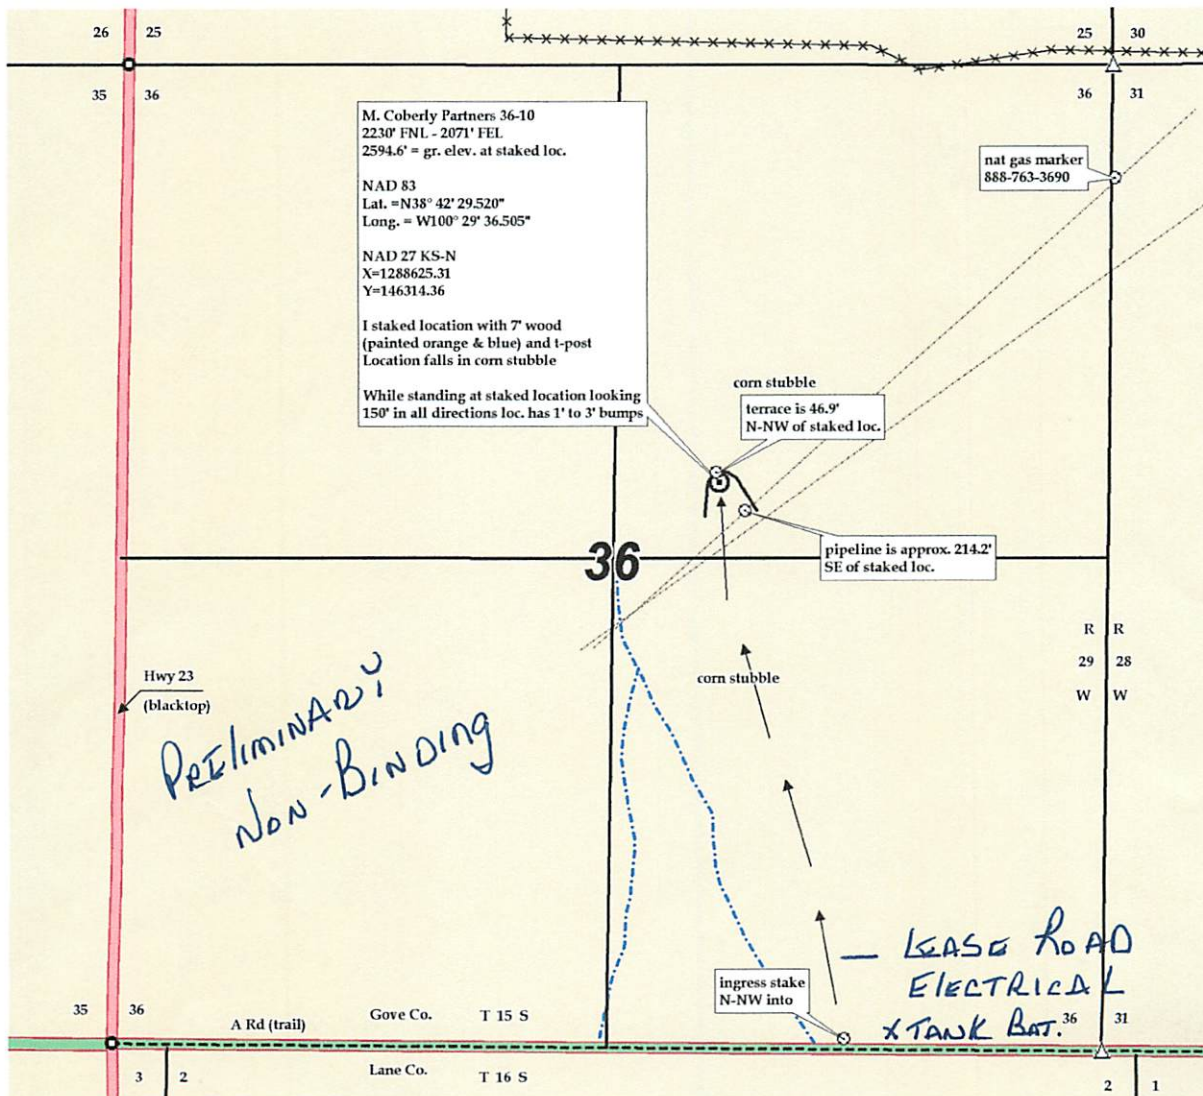 26 25
25 30
35 36
36 31
M. Coberly Partners 36-10
2230' FNL - 2071' FEL
2594.6' = gr. elev. at staked loc.
NAD 83
Lat. =N38° 42' 29.520"
Long. = W100° 29' 36.505"
NAD 27 KS-N
X=1288625.31
Y=146314.36
I staked location with 7' wood
(painted orange & blue) and t-post
Location falls in corn stubble
While standing at staked location looking
150' in all directions loc. has 1' to 3' bumps
nat gas marker
888-763-3690
corn stubble
terrace is 46.9'
N-NW of staked loc.
pipeline is approx. 214.2'
SE of staked loc.
36
R R
29 28
W W
corn stubble
Hwy 23
(blacktop)
PRELIMINARY
NON-BINDING
LEASE ROAD
ELECTRICAL
X TANK BAT.
ingress stake
N-NW into
35 36
36 31
A Rd (trail)
Gove Co. T 15 S
Lane Co. T 16 S
3 2
2 1